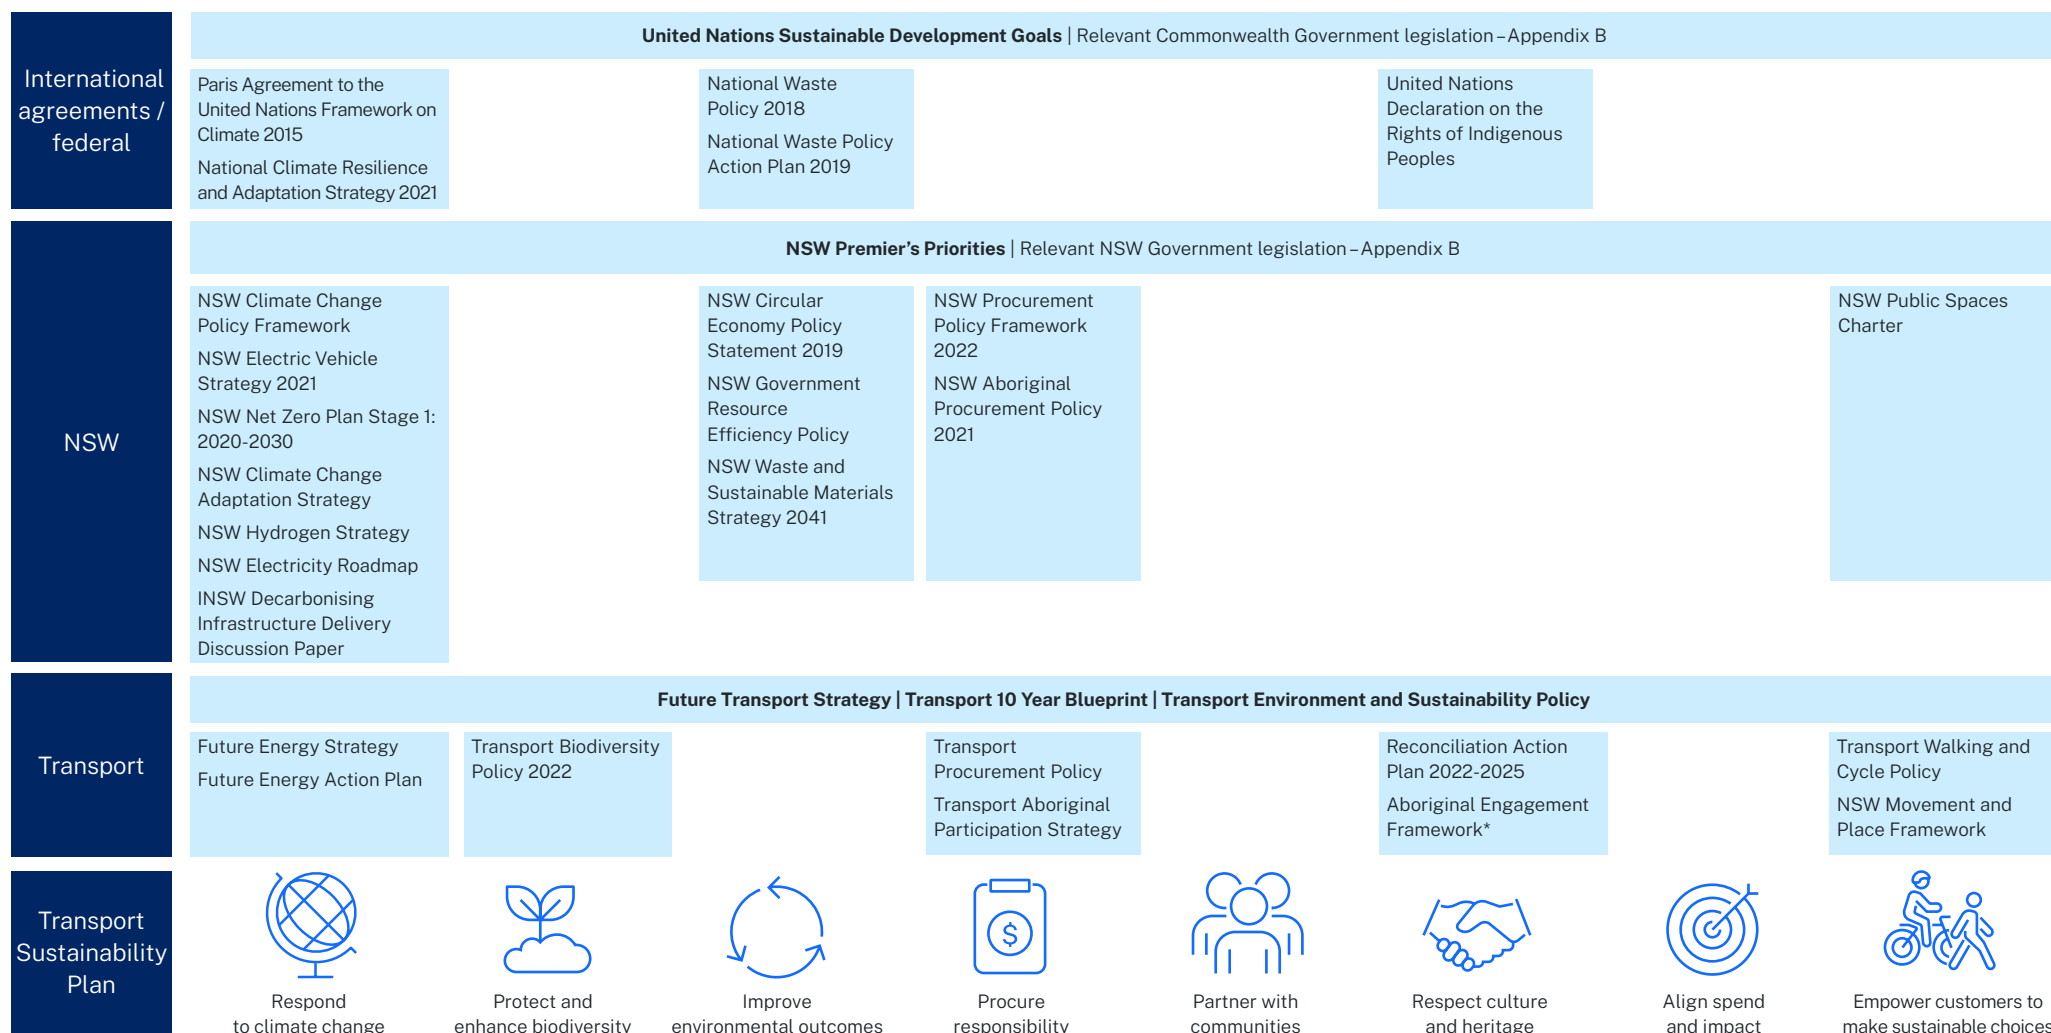 International
agreements /
federal
United Nations Sustainable Development Goals | Relevant Commonwealth Government legislation – Appendix B
Paris Agreement to the
United Nations Framework on
Climate 2015
National Climate Resilience
and Adaptation Strategy 2021
National Waste
Policy 2018
National Waste Policy
Action Plan 2019
United Nations
Declaration on the
Rights of Indigenous
Peoples
NSW
NSW Premier’s Priorities | Relevant NSW Government legislation – Appendix B
NSW Climate Change
Policy Framework
NSW Electric Vehicle
Strategy 2021
NSW Net Zero Plan Stage 1:
2020-2030
NSW Climate Change
Adaptation Strategy
NSW Hydrogen Strategy
NSW Electricity Roadmap
INSW Decarbonising
Infrastructure Delivery
Discussion Paper
NSW Circular
Economy Policy
Statement 2019
NSW Government
Resource
Efficiency Policy
NSW Waste and
Sustainable Materials
Strategy 2041
NSW Procurement
Policy Framework
2022
NSW Aboriginal
Procurement Policy
2021
NSW Public Spaces
Charter
Transport
Future Transport Strategy | Transport 10 Year Blueprint | Transport Environment and Sustainability Policy
Future Energy Strategy
Future Energy Action Plan
Transport Biodiversity
Policy 2022
Transport
Procurement Policy
Transport Aboriginal
Participation Strategy
Reconciliation Action
Plan 2022-2025
Aboriginal Engagement
Framework*
Transport Walking and
Cycle Policy
NSW Movement and
Place Framework
Transport
Sustainability
Plan
$
Respond
to climate change
Protect and
enhance biodiversity
Improve
environmental outcomes
Procure
responsibility
Partner with
communities
Respect culture
and heritage
Align spend
and impact
Empower customers to
make sustainable choices